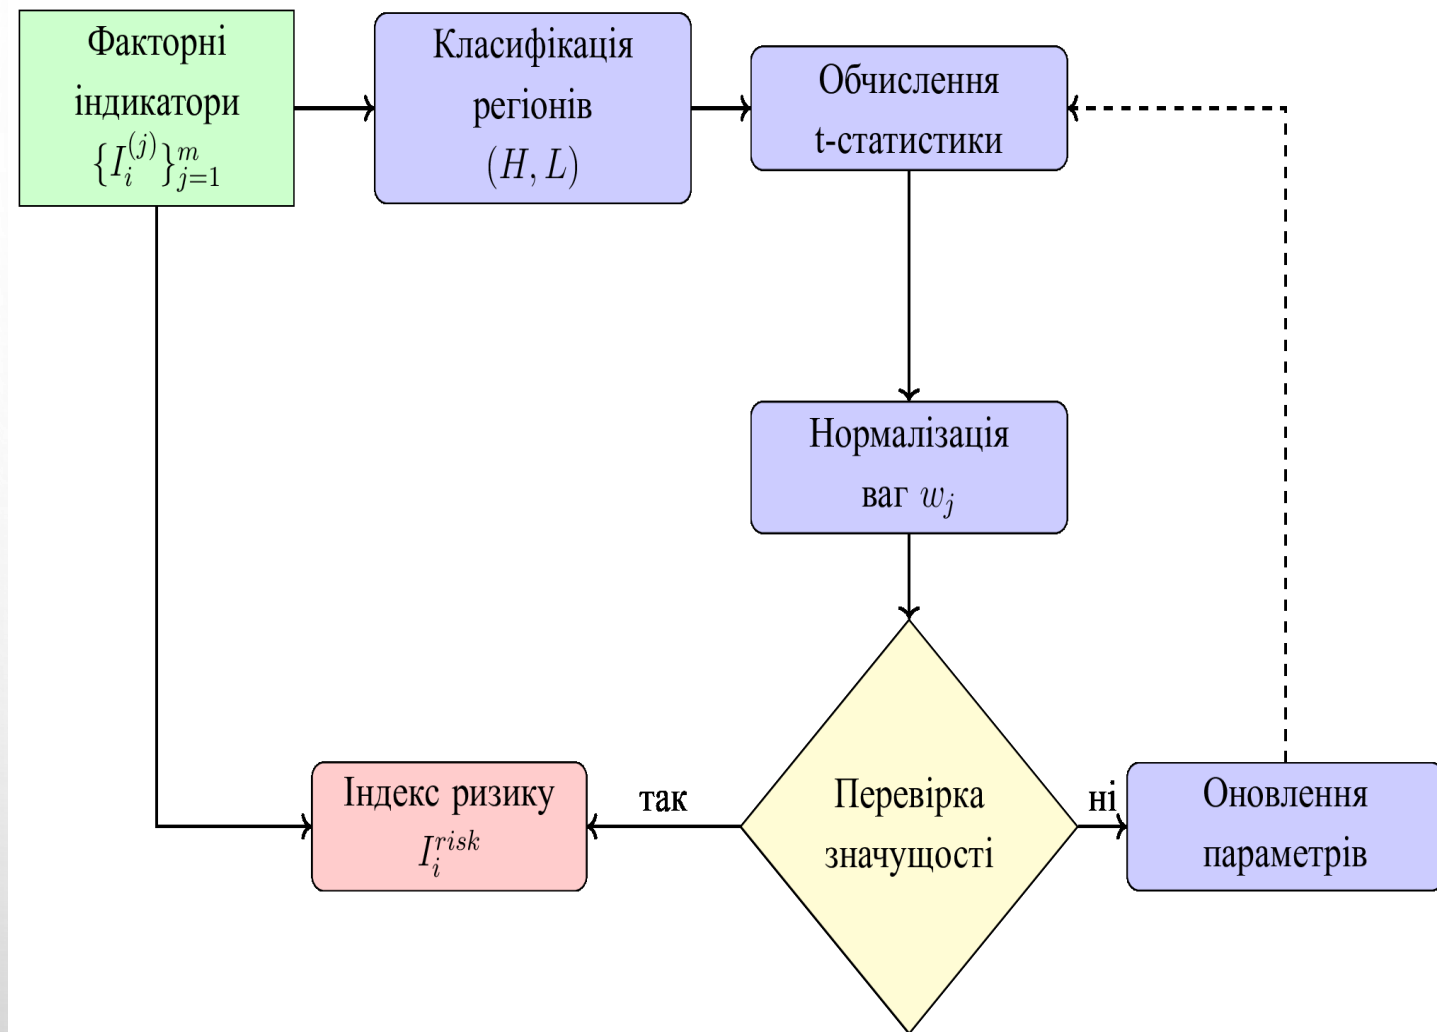 Факторні
індикатори
$\{I_i^{(j)}\}_{j=1}^m$
Класифікація
регіонів
$(H, L)$
Обчислення
t-статистики
Нормалізація
ваг $w_j$
Перевірка
значущості
так
ні
Індекс ризику
$I_i^{risk}$
Оновлення
параметрів